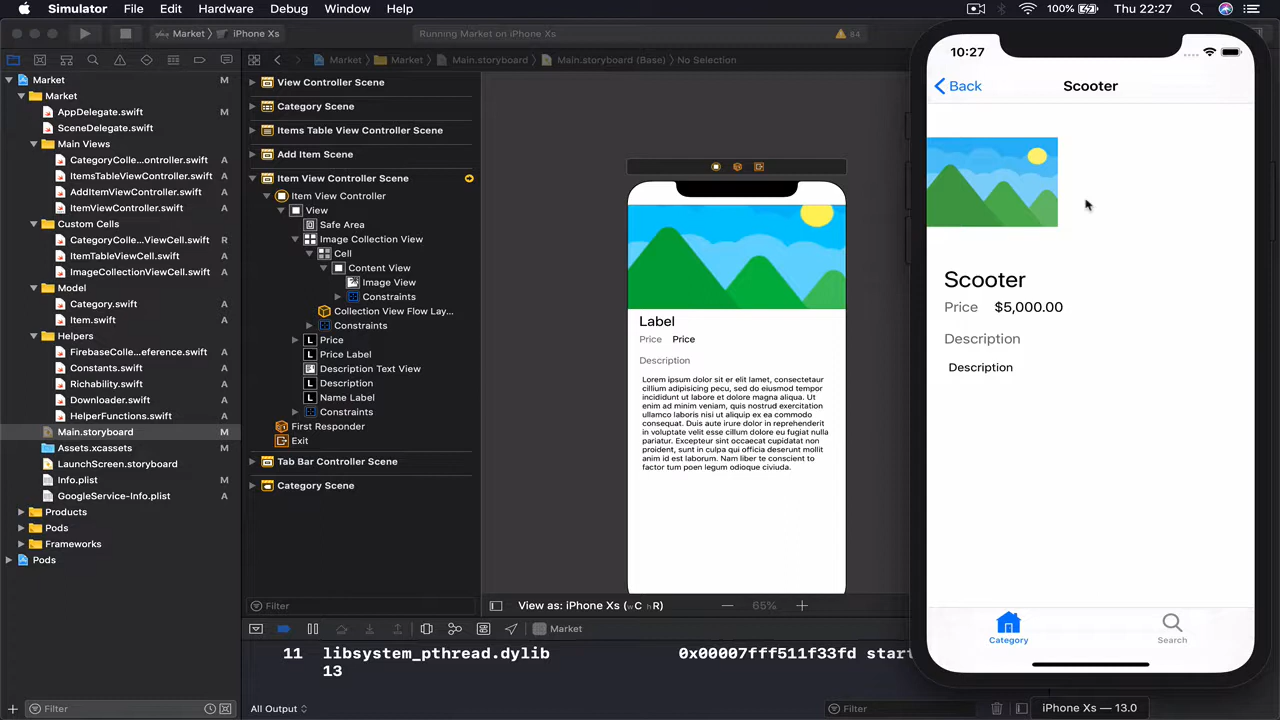 Simulator File Edit Hardware Debug Window Help 100% Thu 22:27
Market iPhone Xs Running Market on iPhone Xs 84
Market Market Main.storyboard Main.storyboard (Base) No Selection
Market M
Market
AppDelegate.swift M
SceneDelegate.swift
Main Views
CategoryColle...ontroller.swift A
ItemsTableViewController.swift A
AddItemViewController.swift A
ItemViewController.swift A
Custom Cells
CategoryColle...ViewCell.swift R
ItemTableViewCell.swift A
ImageCollectionViewCell.swift A
Model
Category.swift A
Item.swift A
Helpers
FirebaseColle...eference.swift A
Constants.swift A
Richability.swift A
Downloader.swift A
HelperFunctions.swift A
Main.storyboard M
Assets.xcassets M
LaunchScreen.storyboard
Info.plist M
GoogleService-Info.plist A
Products
Pods
Frameworks
Pods
Filter
View Controller Scene
Category Scene
Items Table View Controller Scene
Add Item Scene
Item View Controller Scene
Item View Controller
View
Safe Area
Image Collection View
Cell
Content View
Image View
Constraints
Collection View Flow Lay...
Constraints
L Price
L Price Label
Description Text View
L Description
L Name Label
Constraints
First Responder
Exit
Tab Bar Controller Scene
Category Scene
Filter
Label
Price Price
Description
Lorem ipsum dolor sit er elit lamet, consectetaur
cillium adipisicing pecu, sed do eiusmod tempor
incididunt ut labore et dolore magna aliqua. Ut
enim ad minim veniam, quis nostrud exercitation
ullamco laboris nisi ut aliquip ex ea commodo
consequat. Duis aute irure dolor in reprehenderit
in voluptate velit esse cillum dolore eu fugiat nulla
pariatur. Excepteur sint occaecat cupidatat non
proident, sunt in culpa qui officia deserunt mollit
anim id est laborum. Nam liber te conscient to
factor tum poen legum odioque civiuda.
View as: iPhone Xs (wC hR) 65%
Market
11 libsystem_pthread.dylib 0x00007fff511f33fd start
13
All Output Filter
10:27
Back Scooter
Scooter
Price $5,000.00
Description
Description
Category Search
iPhone Xs — 13.0